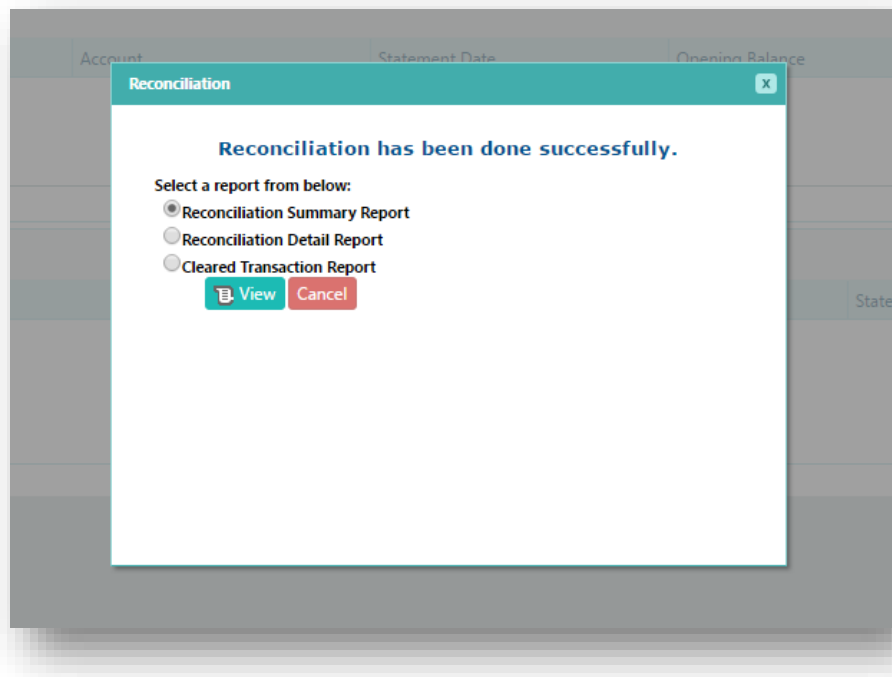 Account Statement Date Opening Balance
Reconciliation X
Reconciliation has been done successfully.
Select a report from below:
Reconciliation Summary Report
Reconciliation Detail Report
Cleared Transaction Report
View Cancel
State